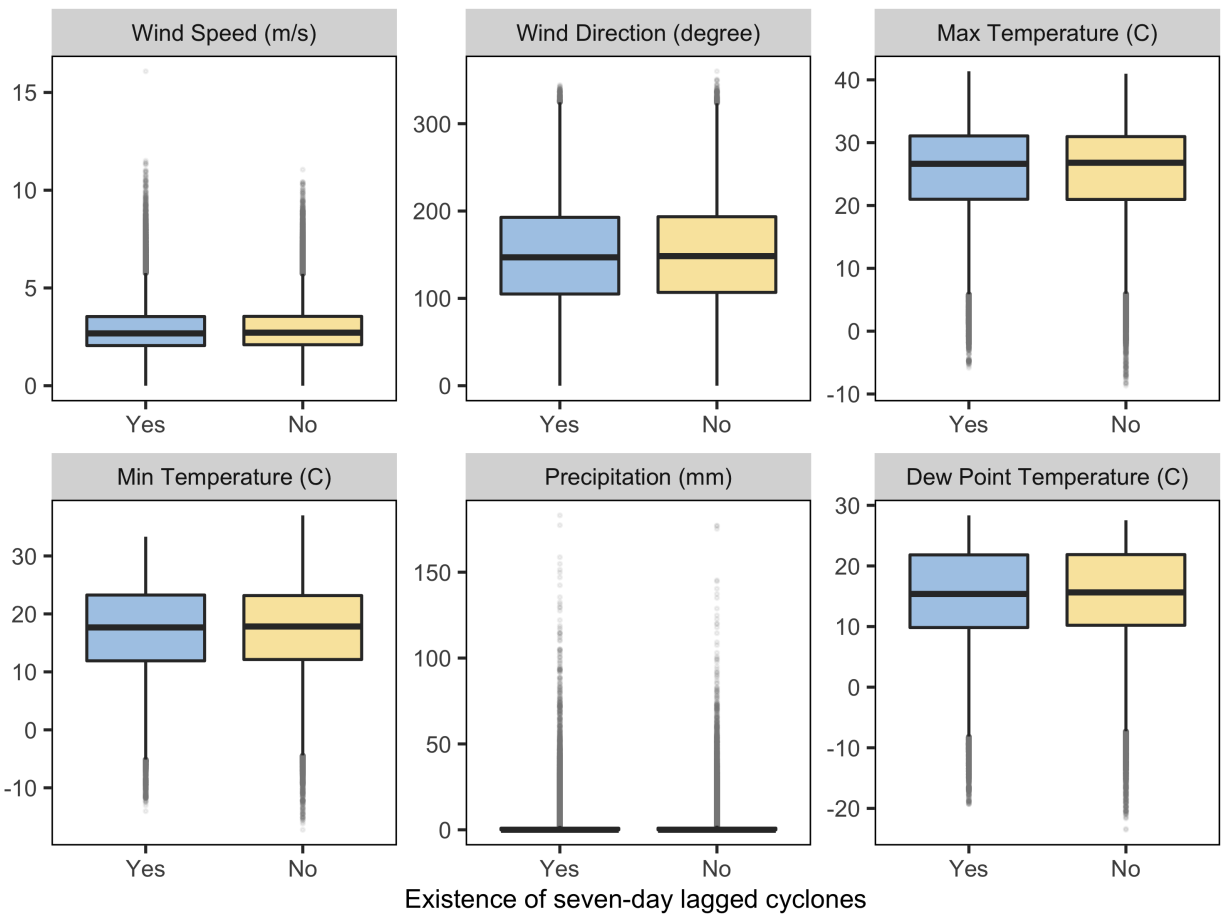 Wind Speed (m/s)
Wind Direction (degree)
Max Temperature (C)
15
10
5
0
Yes
No
300
200
100
0
Yes
No
40
30
20
10
0
-10
Yes
No
Min Temperature (C)
Precipitation (mm)
Dew Point Temperature (C)
30
20
10
0
-10
Yes
No
150
100
50
0
Yes
No
30
20
10
0
-10
-20
Yes
No
Existence of seven-day lagged cyclones